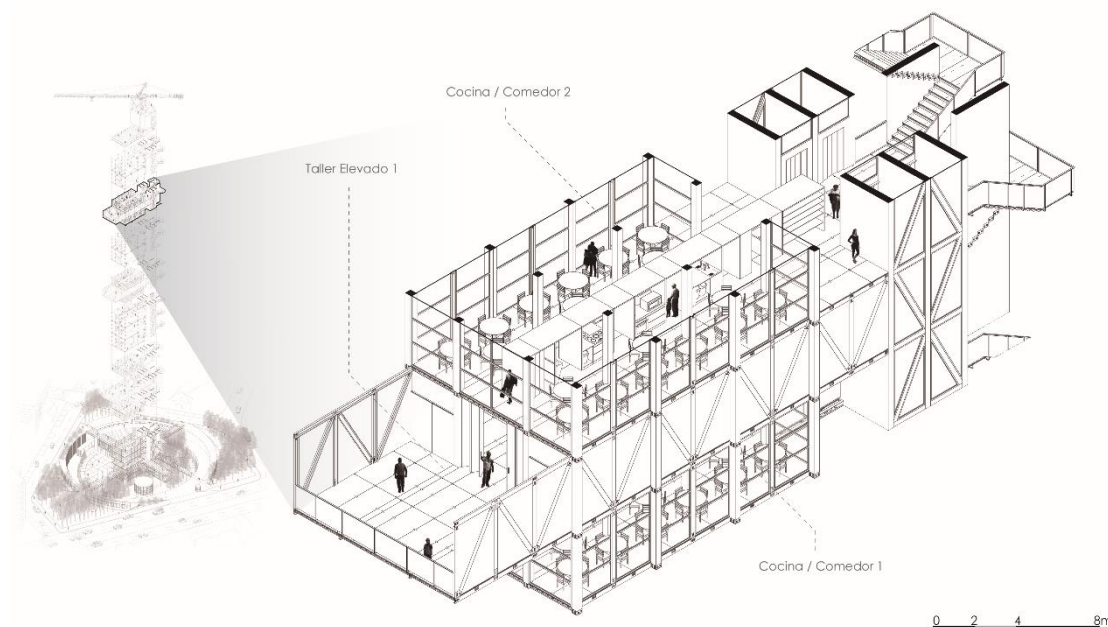 Cocina / Comedor 2
Taller Elevado 1
Cocina / Comedor 1
0 2 4 8m